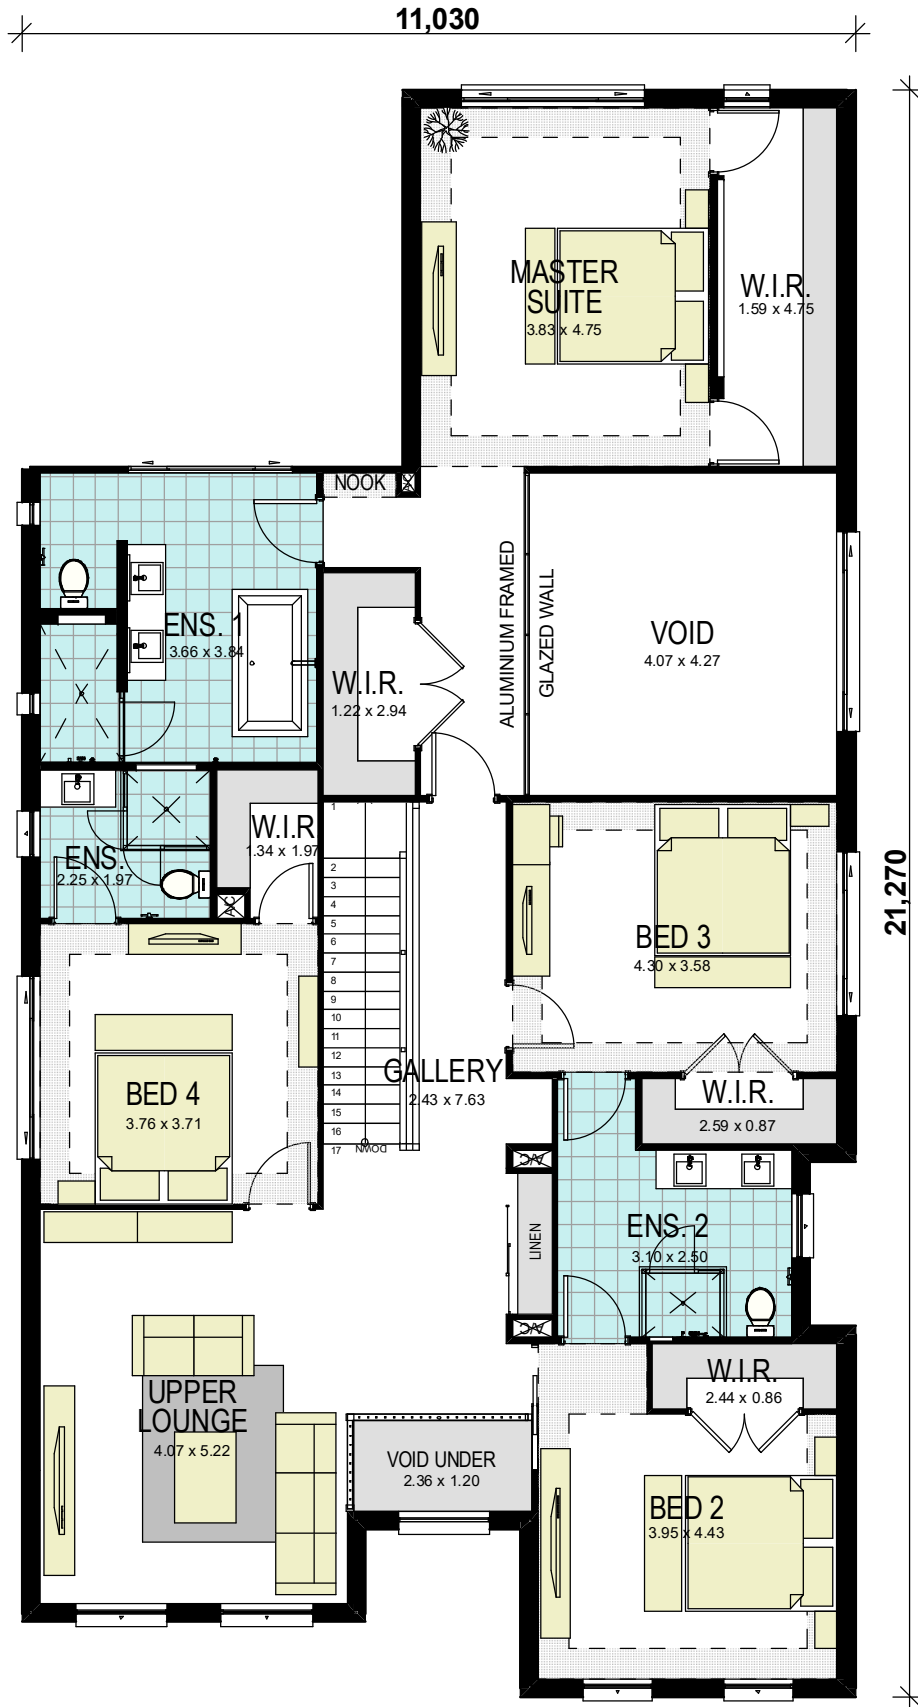 11,030
MASTER
SUITE
3.83 x 4.75
W.I.R.
1.59 x 4.75
NOOK
A/C
ENS. 1
3.66 x 3.84
W.I.R.
1.22 x 2.94
ALUMINIUM FRAMED
GLAZED WALL
VOID
4.07 x 4.27
ENS.
2.25 x 1.97
W.I.R
1.34 x 1.97
A/C
1
2
3
4
5
6
7
8
9
10
11
12
13
14
15
16
17
DOWN
21,270
BED 3
4.30 x 3.58
GALLERY
2.43 x 7.63
BED 4
3.76 x 3.71
W.I.R.
2.59 x 0.87
A/C
LINEN
ENS. 2
3.10 x 2.50
A/C
UPPER
LOUNGE
4.07 x 5.22
VOID UNDER
2.36 x 1.20
W.I.R.
2.44 x 0.86
BED 2
3.95 x 4.43